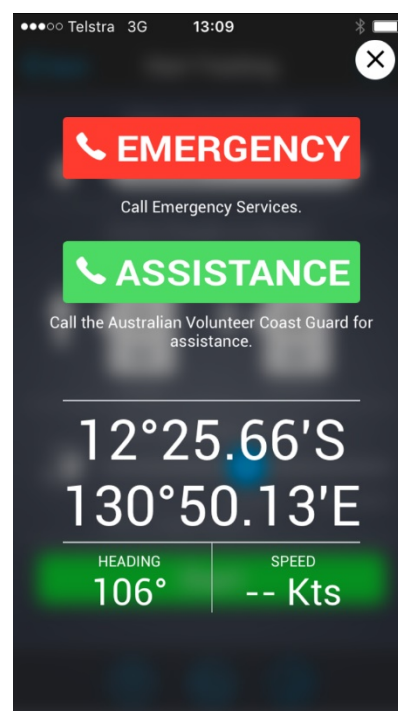 Telstra 3G 13:09
EMERGENCY
Call Emergency Services.
ASSISTANCE
Call the Australian Volunteer Coast Guard for
assistance.
12°25.66'S
130°50.13'E
HEADING SPEED
106° -- Kts